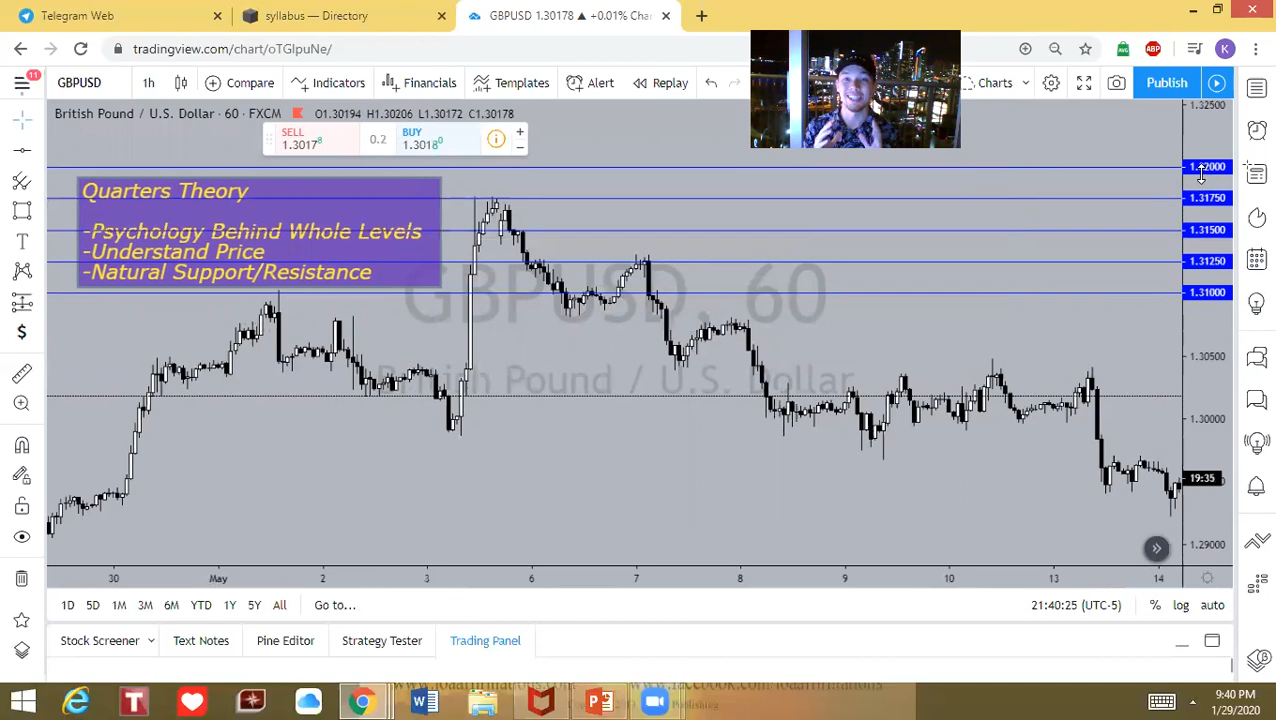 Telegram Web
syllabus — Directory
GBPUSD 1.30178 ▲ +0.01% Char
tradingview.com/chart/oTGlpuNe/
ABP
K
11
GBPUSD
1h
Compare
Indicators
Financials
Templates
Alert
Replay
Charts
Publish
British Pound / U.S. Dollar · 60 · FXCM
O1.30194 H1.30206 L1.30172 C1.30178
SELL
1.30178
0.2
BUY
1.30180
Quarters Theory
-Psychology Behind Whole Levels
-Understand Price
-Natural Support/Resistance
GBPUSD, 60
British Pound / U.S. Dollar
1.32500
1.32000
1.31750
1.31500
1.31250
1.31000
1.30500
1.30000
19:35
1.29000
30 May 2 3 6 7 8 9 10 13 14
1D 5D 1M 3M 6M YTD 1Y 5Y All Go to...
21:40:25 (UTC-5) % log auto
Stock Screener Text Notes Pine Editor Strategy Tester Trading Panel
9:40 PM
1/29/2020